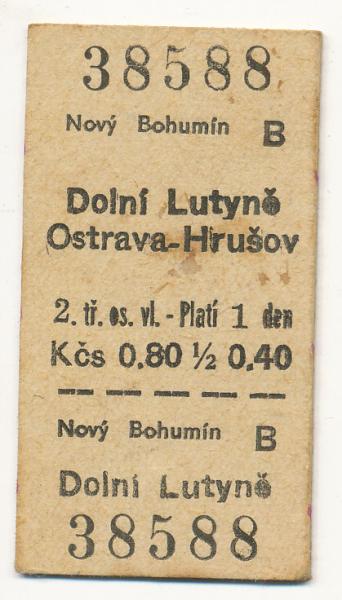 38588
Nový Bohumín B
Dolní Lutyně
Ostrava-Hrušov
2. tř. os. vl. - Platí 1 den
Kčs 0.80 ½ 0.40
Nový Bohumín B
Dolní Lutyně
38588